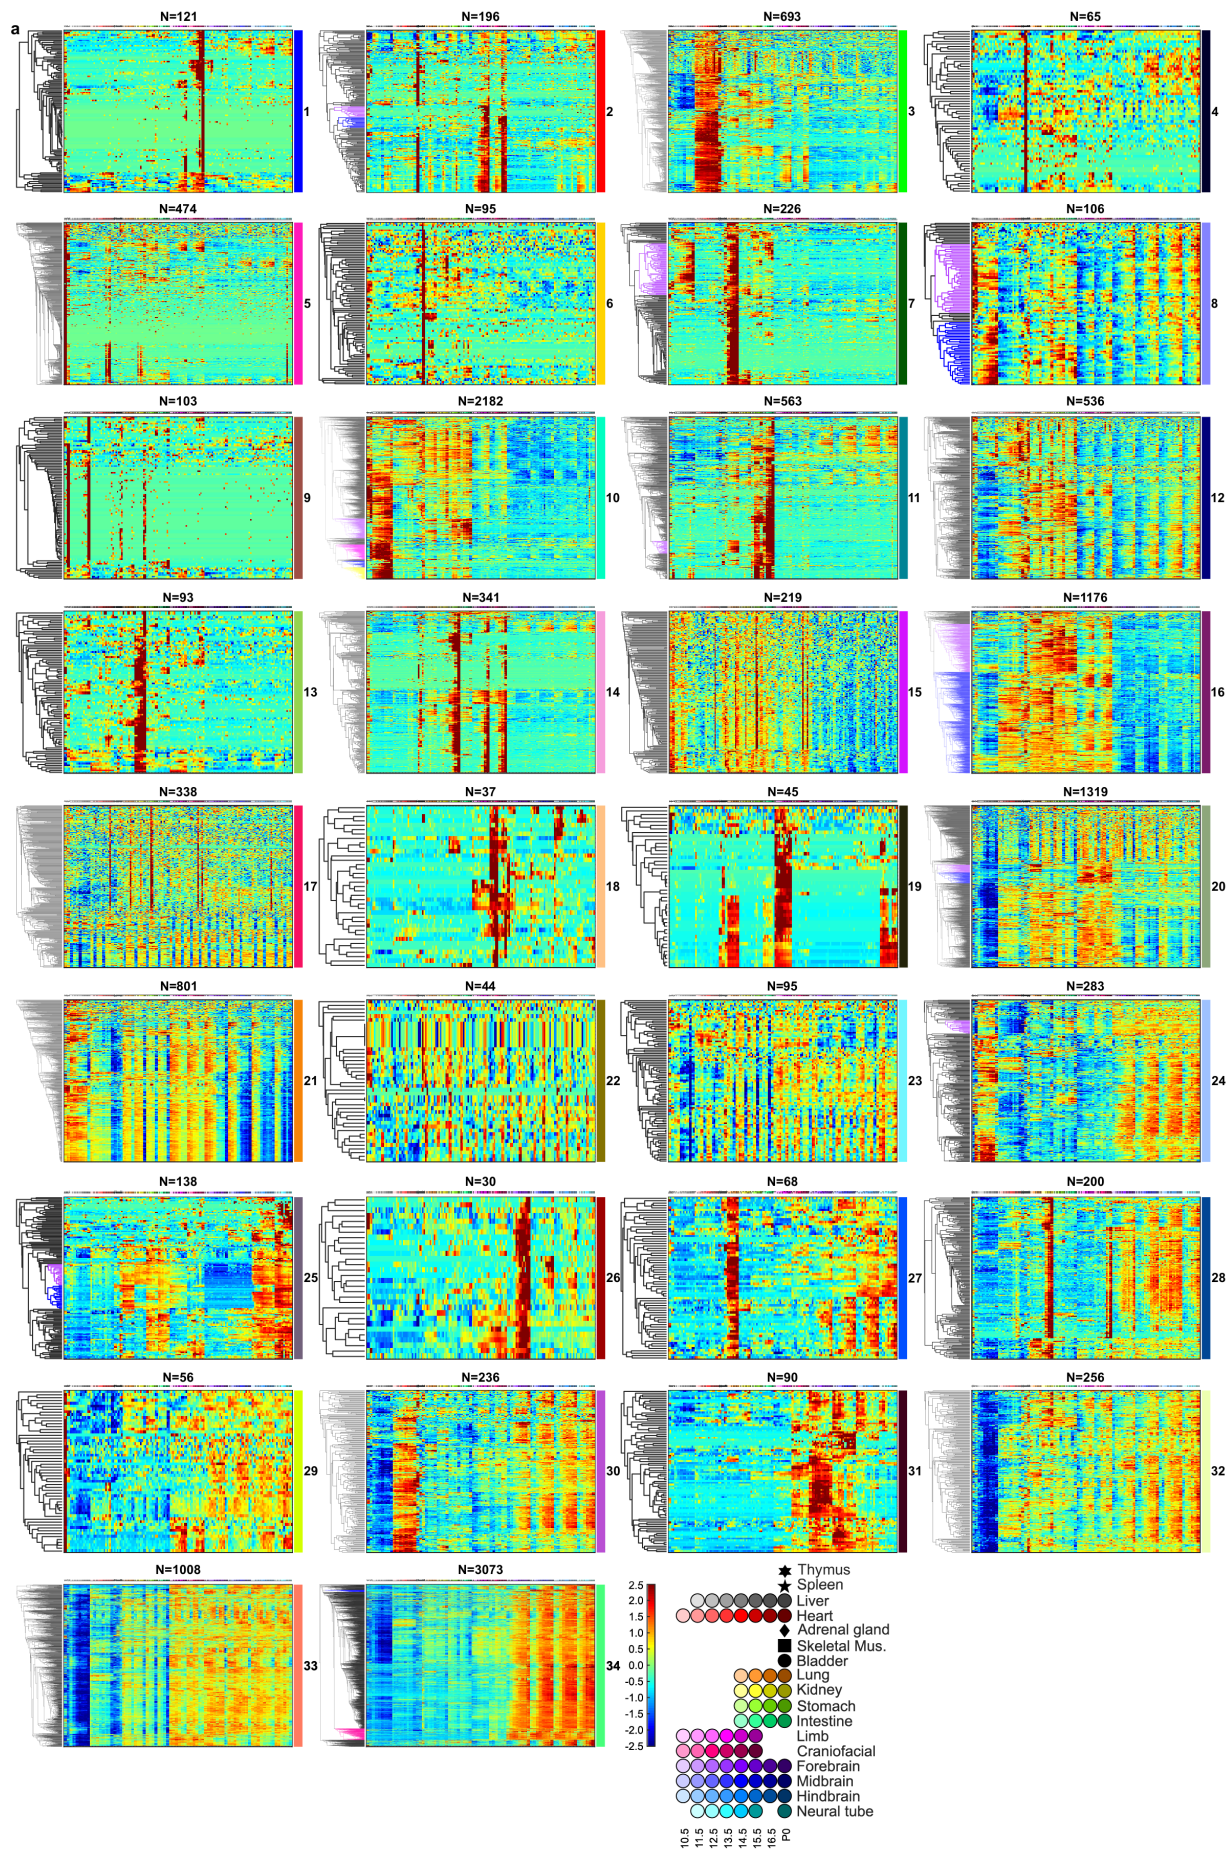 a
N=121
N=196
N=693
N=65
1
2
3
4
N=474
N=95
N=226
N=106
5
6
7
8
N=103
N=2182
N=563
N=536
9
10
11
12
N=93
N=341
N=219
N=1176
13
14
15
16
N=338
N=37
N=45
N=1319
17
18
19
20
N=801
N=44
N=95
N=283
21
22
23
24
N=138
N=30
N=68
N=200
25
26
27
28
N=56
N=236
N=90
N=256
29
30
31
32
N=1008
N=3073
33
34
2.5
2.0
1.5
1.0
0.5
0.0
-0.5
-1.0
-1.5
-2.0
-2.5
Thymus
Spleen
Liver
Heart
Adrenal gland
Skeletal Mus.
Bladder
Lung
Kidney
Stomach
Intestine
Limb
Craniofacial
Forebrain
Midbrain
Hindbrain
Neural tube
10.5
11.5
12.5
13.5
14.5
15.5
16.5
P0